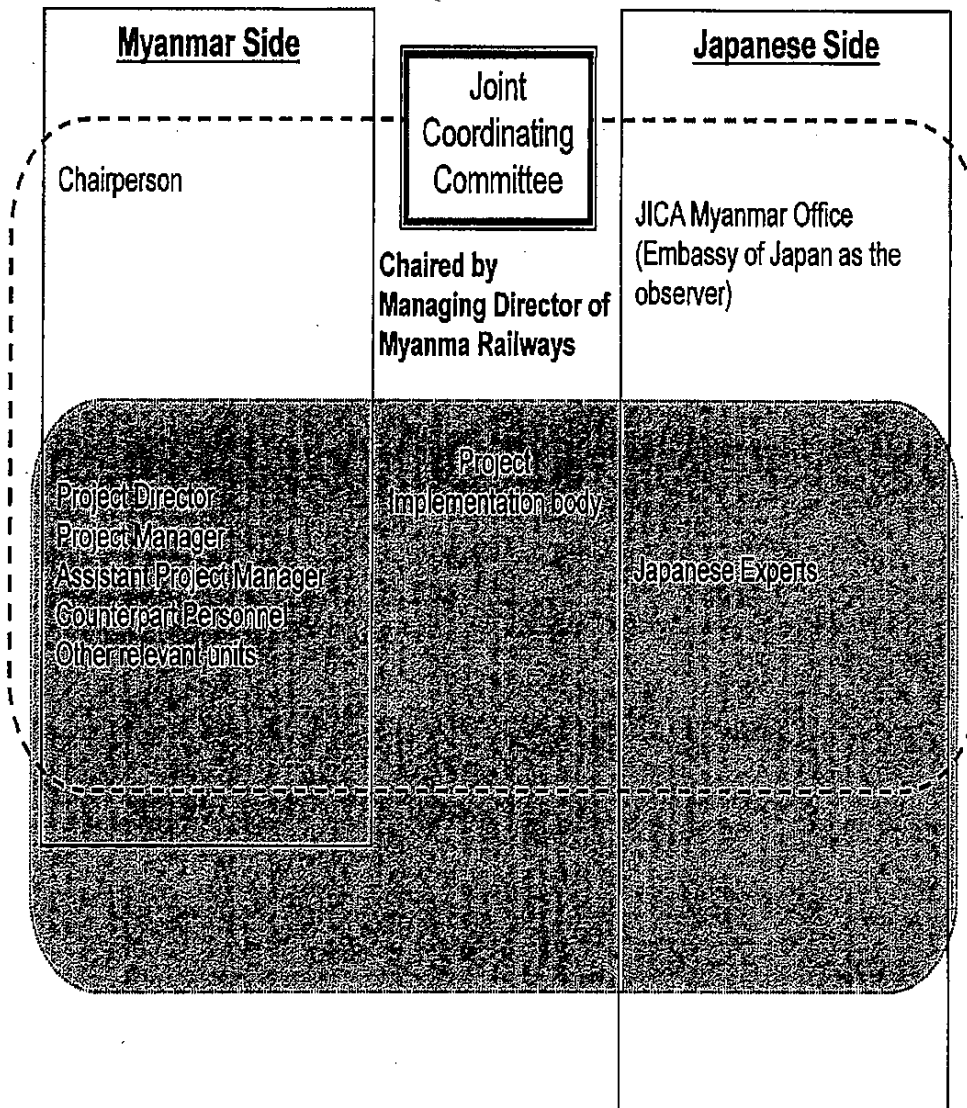 Myanmar Side
Joint
Coordinating
Committee
Japanese Side
Chairperson
Chaired by
Managing Director of
Myanma Railways
JICA Myanmar Office
(Embassy of Japan as the
observer)
Project Director
Project Manager
Assistant Project Manager
Counterpart Personnel
Other relevant units
Project
Implementation body
Japanese Experts